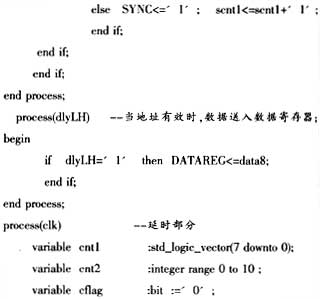 else SYNC<=´ 1´ ; scnt1<=scnt1+´ 1´ ;
end if;
end if;
end if;
end process;
process(dlyLH) --当地址有效时,数据送入数据寄存器;
begin
if dlyLH=´ 1´ then DATAREG<=data8;
end if;
end process;
process(clk) --延时部分
variable cnt1 :std_logic_vector(7 downto 0);
variable cnt2 :integer range 0 to 10 ;
variable cflag :bit :=´ 0´ ;